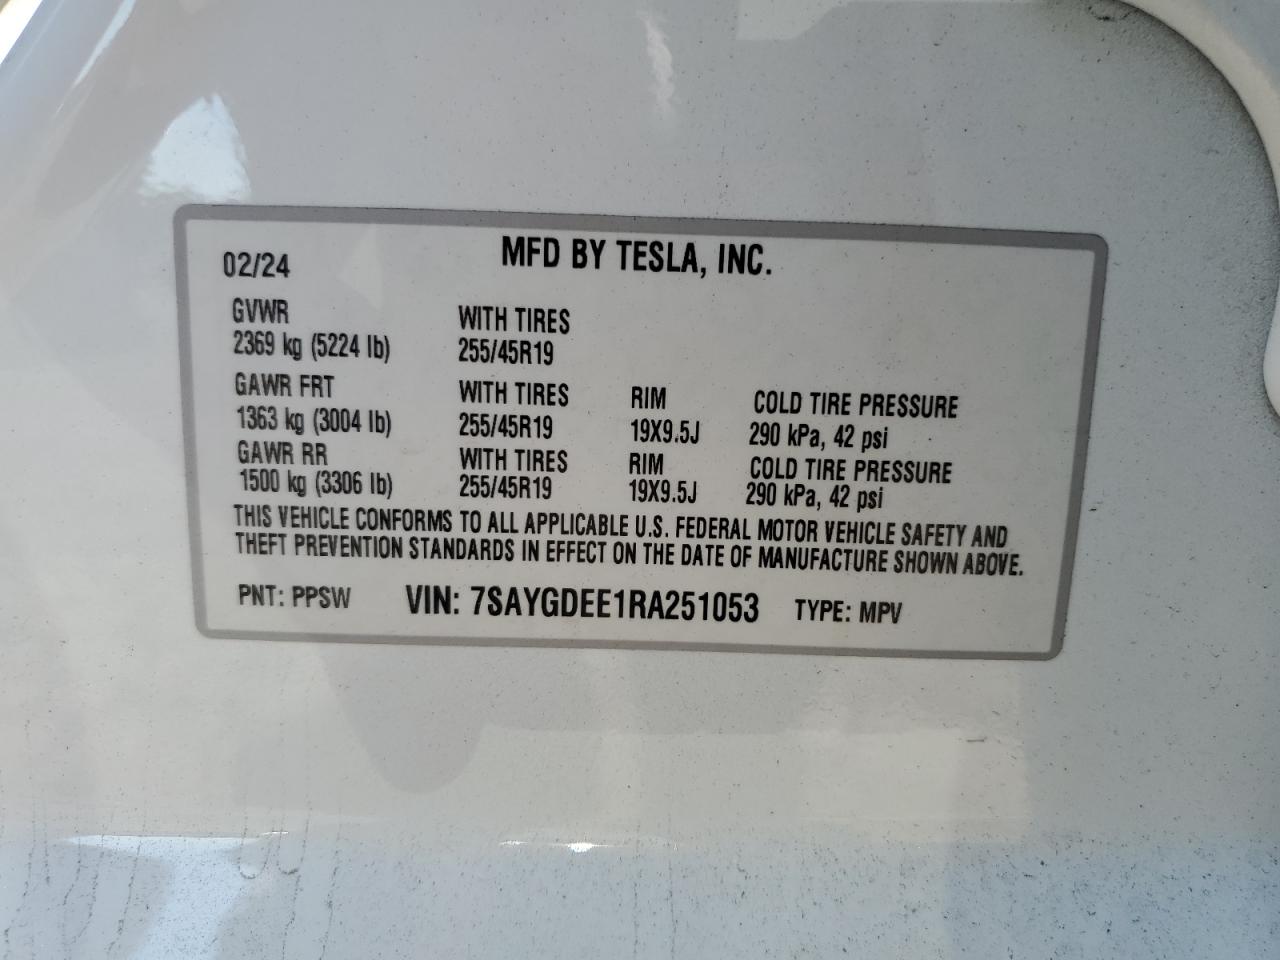 02/24 MFD BY TESLA, INC.
GVWR WITH TIRES
2369 kg (5224 lb) 255/45R19
GAWR FRT WITH TIRES RIM COLD TIRE PRESSURE
1363 kg (3004 lb) 255/45R19 19X9.5J 290 kPa, 42 psi
GAWR RR WITH TIRES RIM COLD TIRE PRESSURE
1500 kg (3306 lb) 255/45R19 19X9.5J 290 kPa, 42 psi
THIS VEHICLE CONFORMS TO ALL APPLICABLE U.S. FEDERAL MOTOR VEHICLE SAFETY AND
THEFT PREVENTION STANDARDS IN EFFECT ON THE DATE OF MANUFACTURE SHOWN ABOVE.
PNT: PPSW VIN: 7SAYGDEE1RA251053 TYPE: MPV